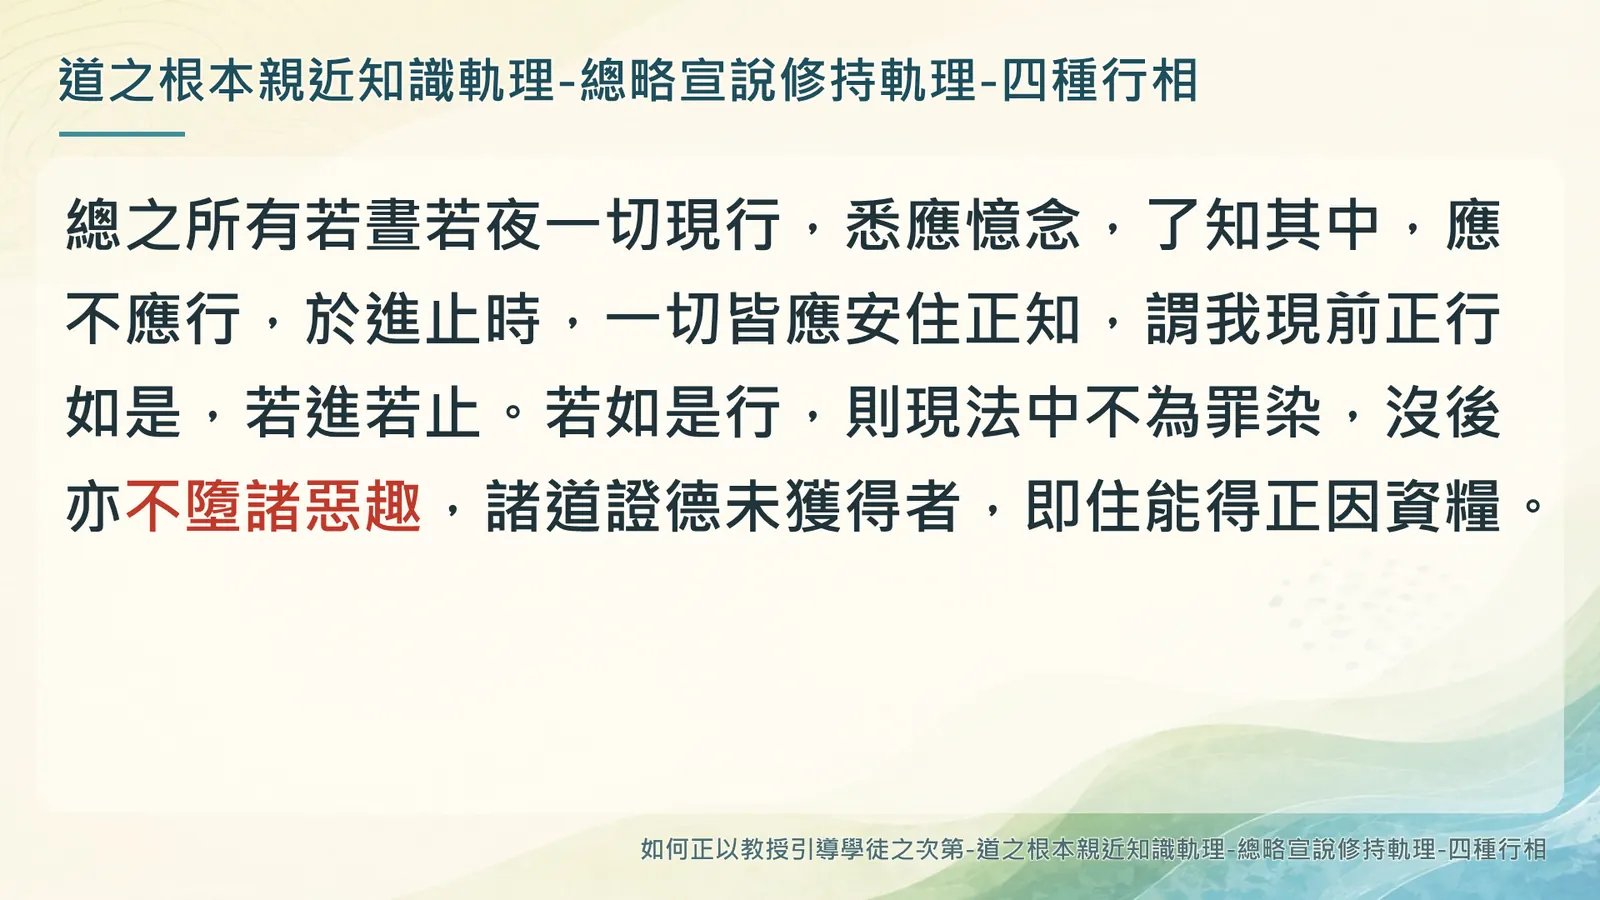 道之根本親近知識軌理-總略宣說修持軌理-四種行相
總之所有若晝若夜一切現行，悉應憶念，了知其中，應
不應行，於進止時，一切皆應安住正知，謂我現前正行
如是，若進若止。若如是行，則現法中不為罪染，沒後
亦不墮諸惡趣，諸道證德未獲得者，即住能得正因資糧。
如何正以教授引導學徒之次第-道之根本親近知識軌理-總略宣說修持軌理-四種行相